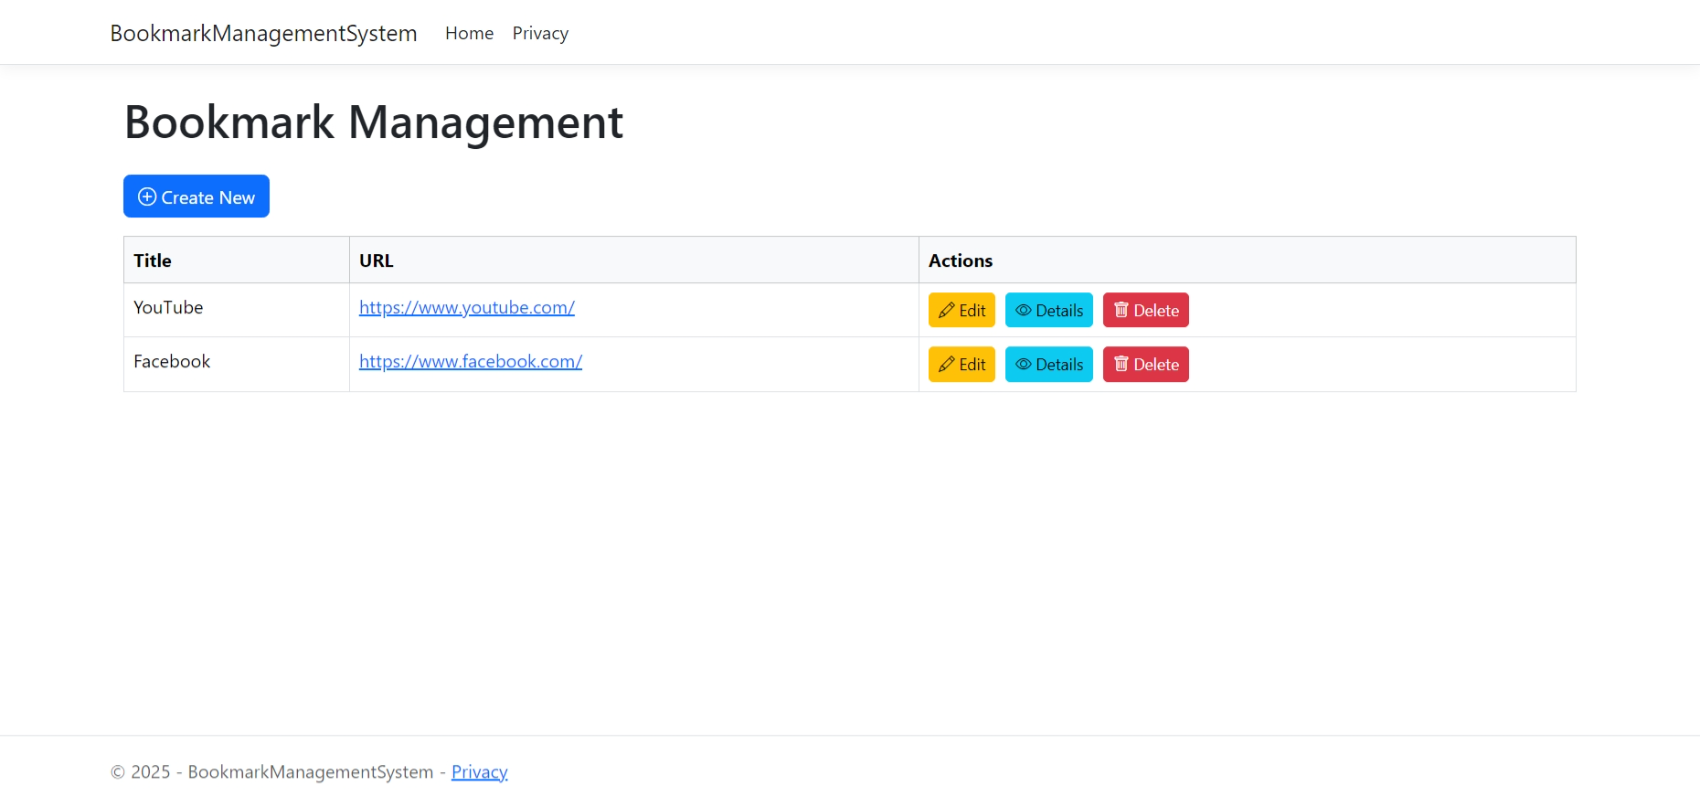 BookmarkManagementSystem Home Privacy
Bookmark Management
Create New
Title URL Actions
YouTube https://www.youtube.com/ Edit Details Delete
Facebook https://www.facebook.com/ Edit Details Delete
© 2025 - BookmarkManagementSystem - Privacy